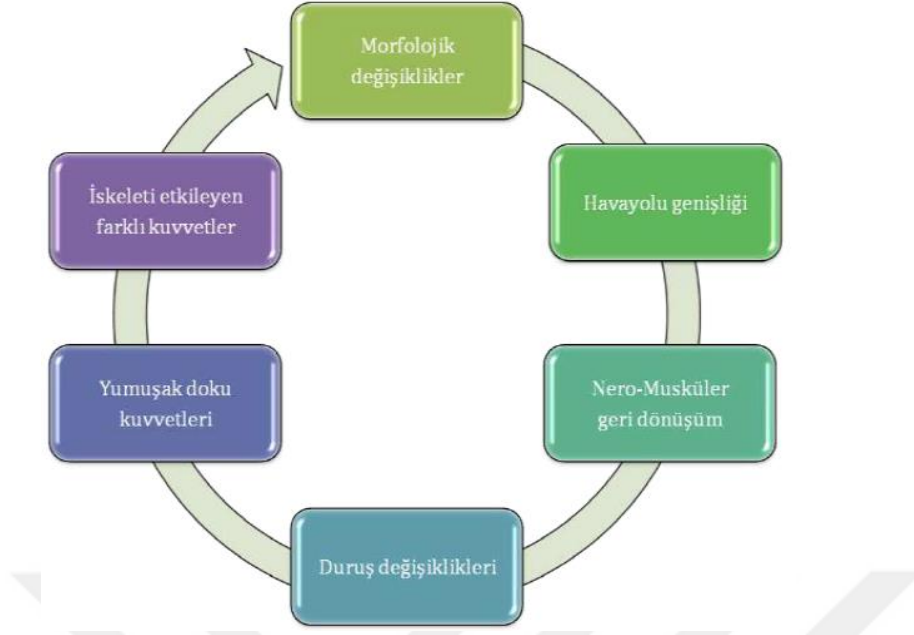 Morfolojik
değişiklikler
Havayolu genişliği
Nero-Musküler
geri dönüşüm
Duruş değişiklikleri
Yumuşak doku
kuvvetleri
İskeleti etkileyen
farklı kuvvetler